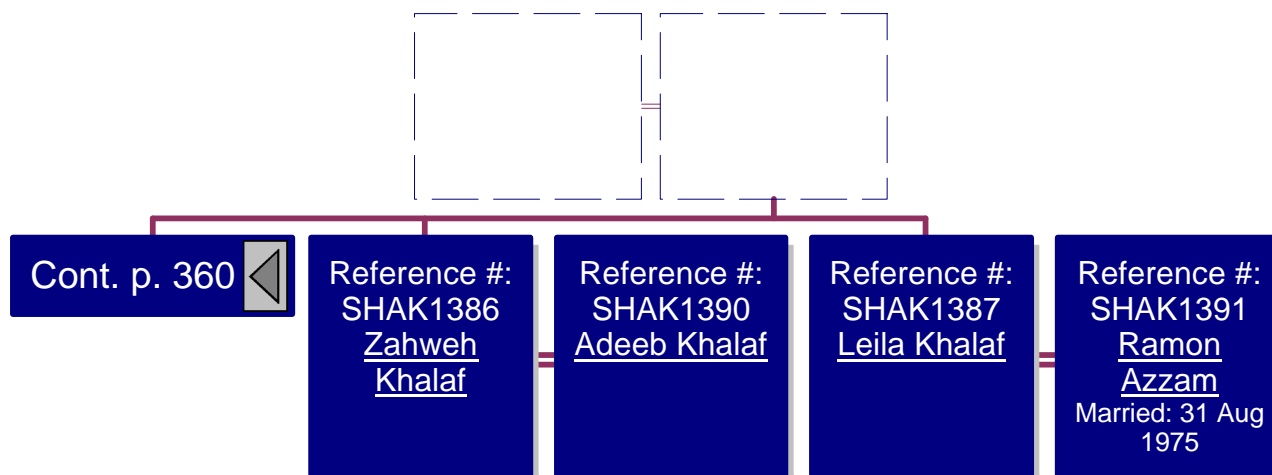 Cont. p. 360
Reference #:
SHAK1386
Zahweh
Khalaf
Reference #:
SHAK1390
Adeeb Khalaf
Reference #:
SHAK1387
Leila Khalaf
Reference #:
SHAK1391
Ramon
Azzam
Married: 31 Aug
1975